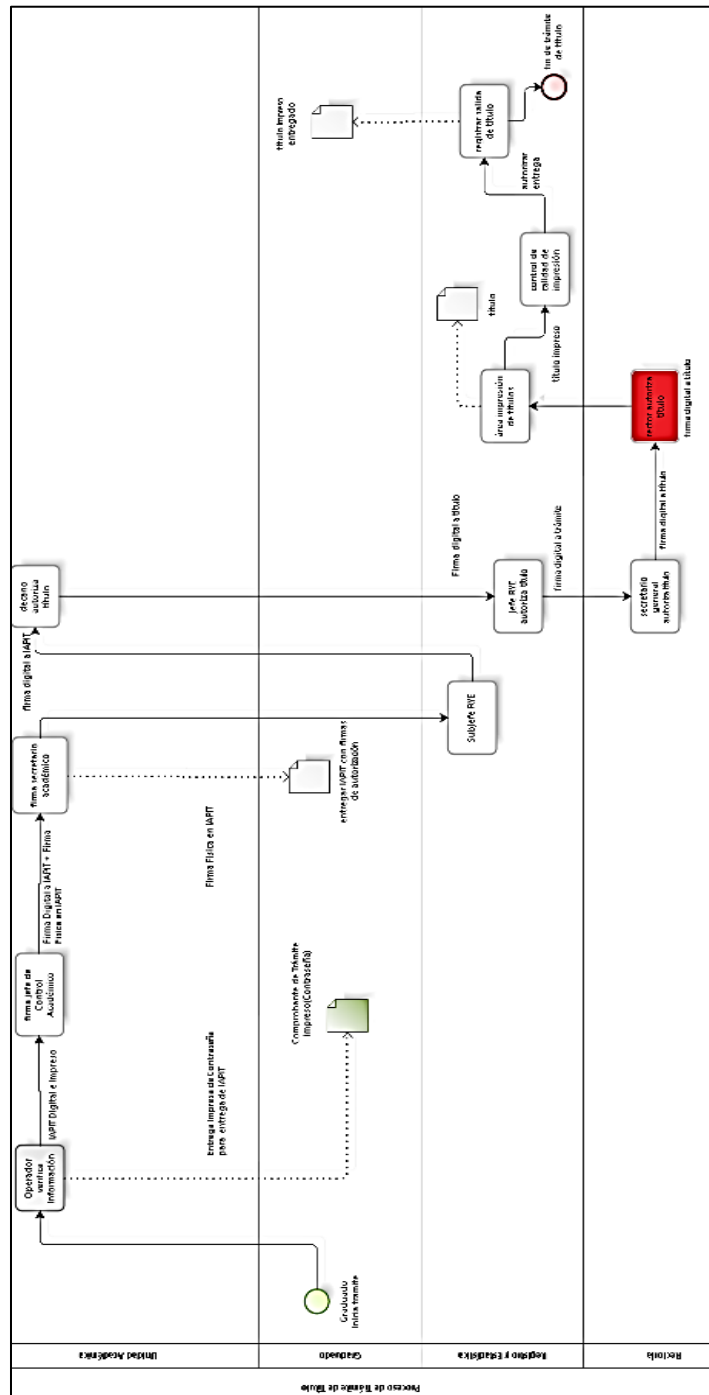 Proceso de Trámite de Título
Unidad Académica
Graduado
Registro y Estadística
Rectoría
Graduado
inicia tramite
Operador
verifica
información
IAPIT Digital e Impreso
Entrega Impresa de Contraseña
para entrega de IAPIT
Comprobante de Trámite
Impreso(Contraseña)
firma Jefe de
Control
Académico
Firma Digital a IAPIT + Firma
Física en IAPIT
Firma Física en IAPIT
firma secretario
académico
entregar IAPIT con firmas
de autorización
firma digital a IAPIT
SubJefe RYE
decano
autoriza
título
Firma digital a título
Jefe RYE
autoriza título
firma digital a trámite
secretario
general
autoriza título
firma digital a título
rector autoriza
título
firma digital a título
área impresión
de títulos
título
título impreso
control de
calidad de
impresión
autorizar
entrega
registrar salida
de título
título impreso
entregado
fin de trámite
de título